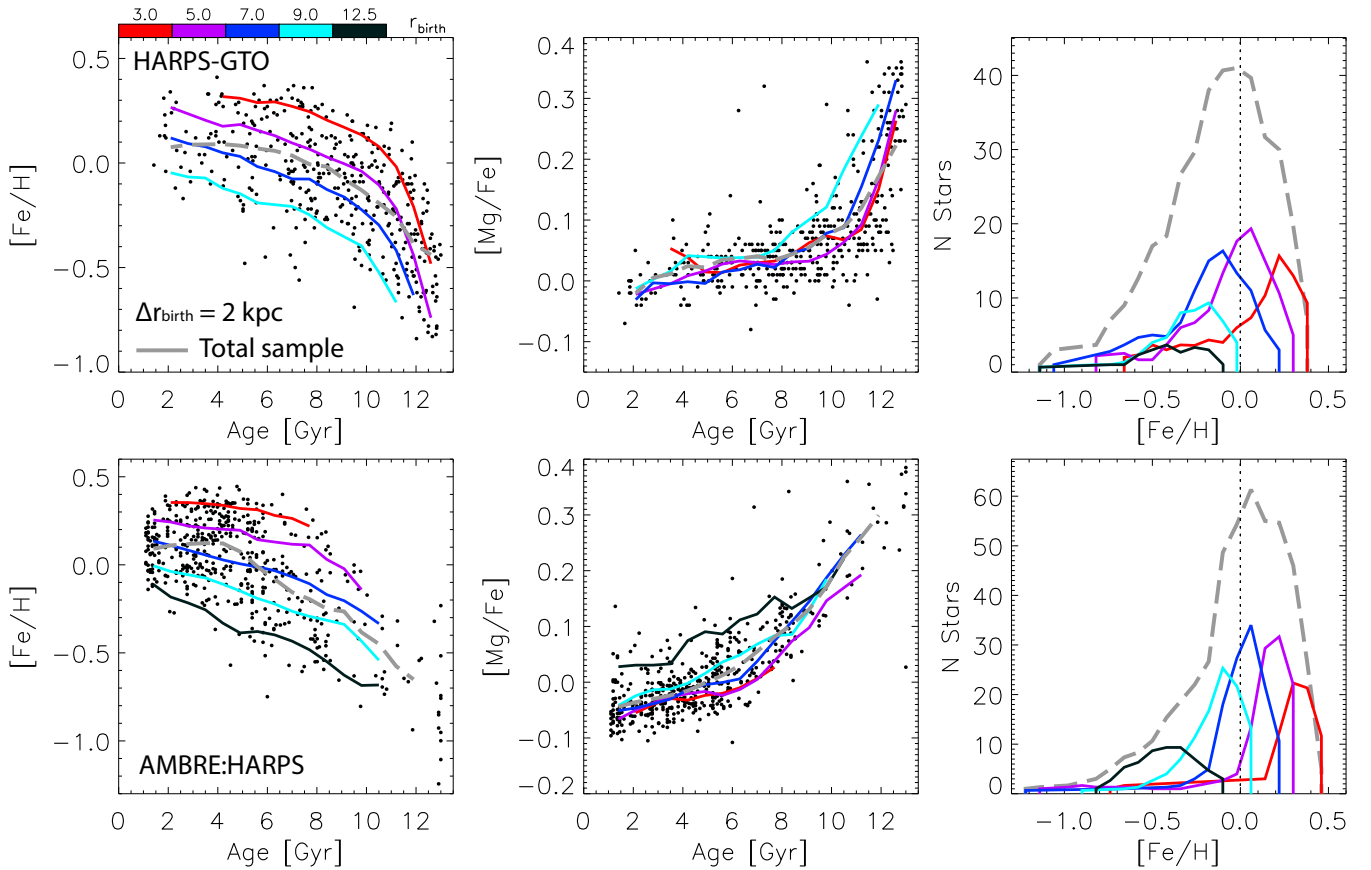 3.0 5.0 7.0 9.0 12.5 r_birth
HARPS-GTO
Δr_birth = 2 kpc
Total sample
[Fe/H]
0.5
0.0
−0.5
−1.0
0 2 4 6 8 10 12
Age [Gyr]
[Mg/Fe]
0.4
0.3
0.2
0.1
0.0
−0.1
0 2 4 6 8 10 12
Age [Gyr]
N Stars
40
30
20
10
0
−1.0 −0.5 0.0 0.5
[Fe/H]
AMBRE:HARPS
[Fe/H]
0.5
0.0
−0.5
−1.0
0 2 4 6 8 10 12
Age [Gyr]
[Mg/Fe]
0.4
0.3
0.2
0.1
0.0
−0.1
−0.2
0 2 4 6 8 10 12
Age [Gyr]
N Stars
60
50
40
30
20
10
0
−1.0 −0.5 0.0 0.5
[Fe/H]